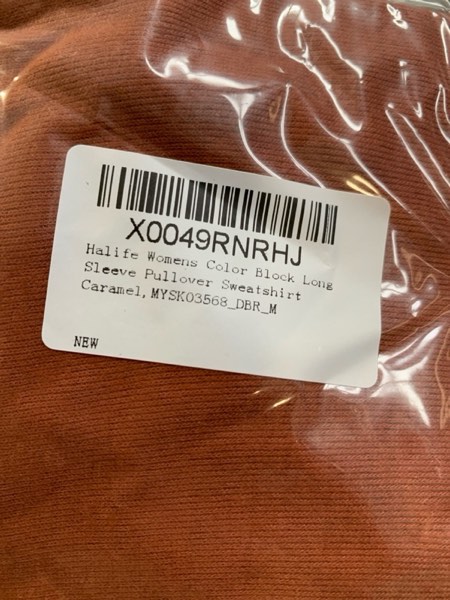 X0049RNRHJ
Halife Womens Color Block Long
Sleeve Pullover Sweatshirt
Caramel, MYSK03568_DBR_M
NEW